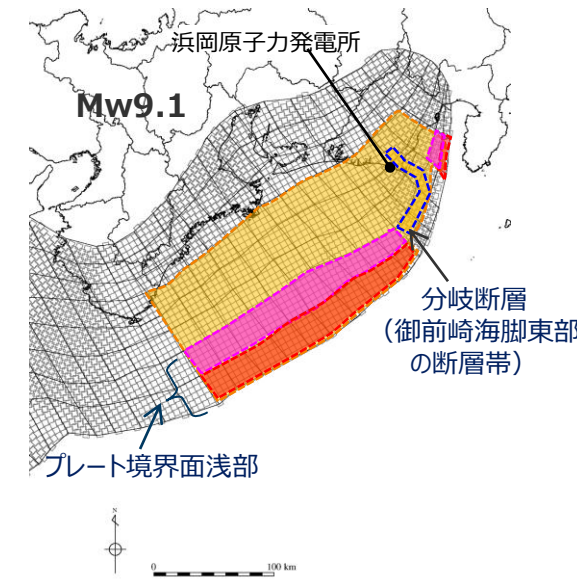 浜岡原子力発電所
Mw9.1
分岐断層
（御前崎海脚東部
の断層帯）
プレート境界面浅部
N
0 100 km